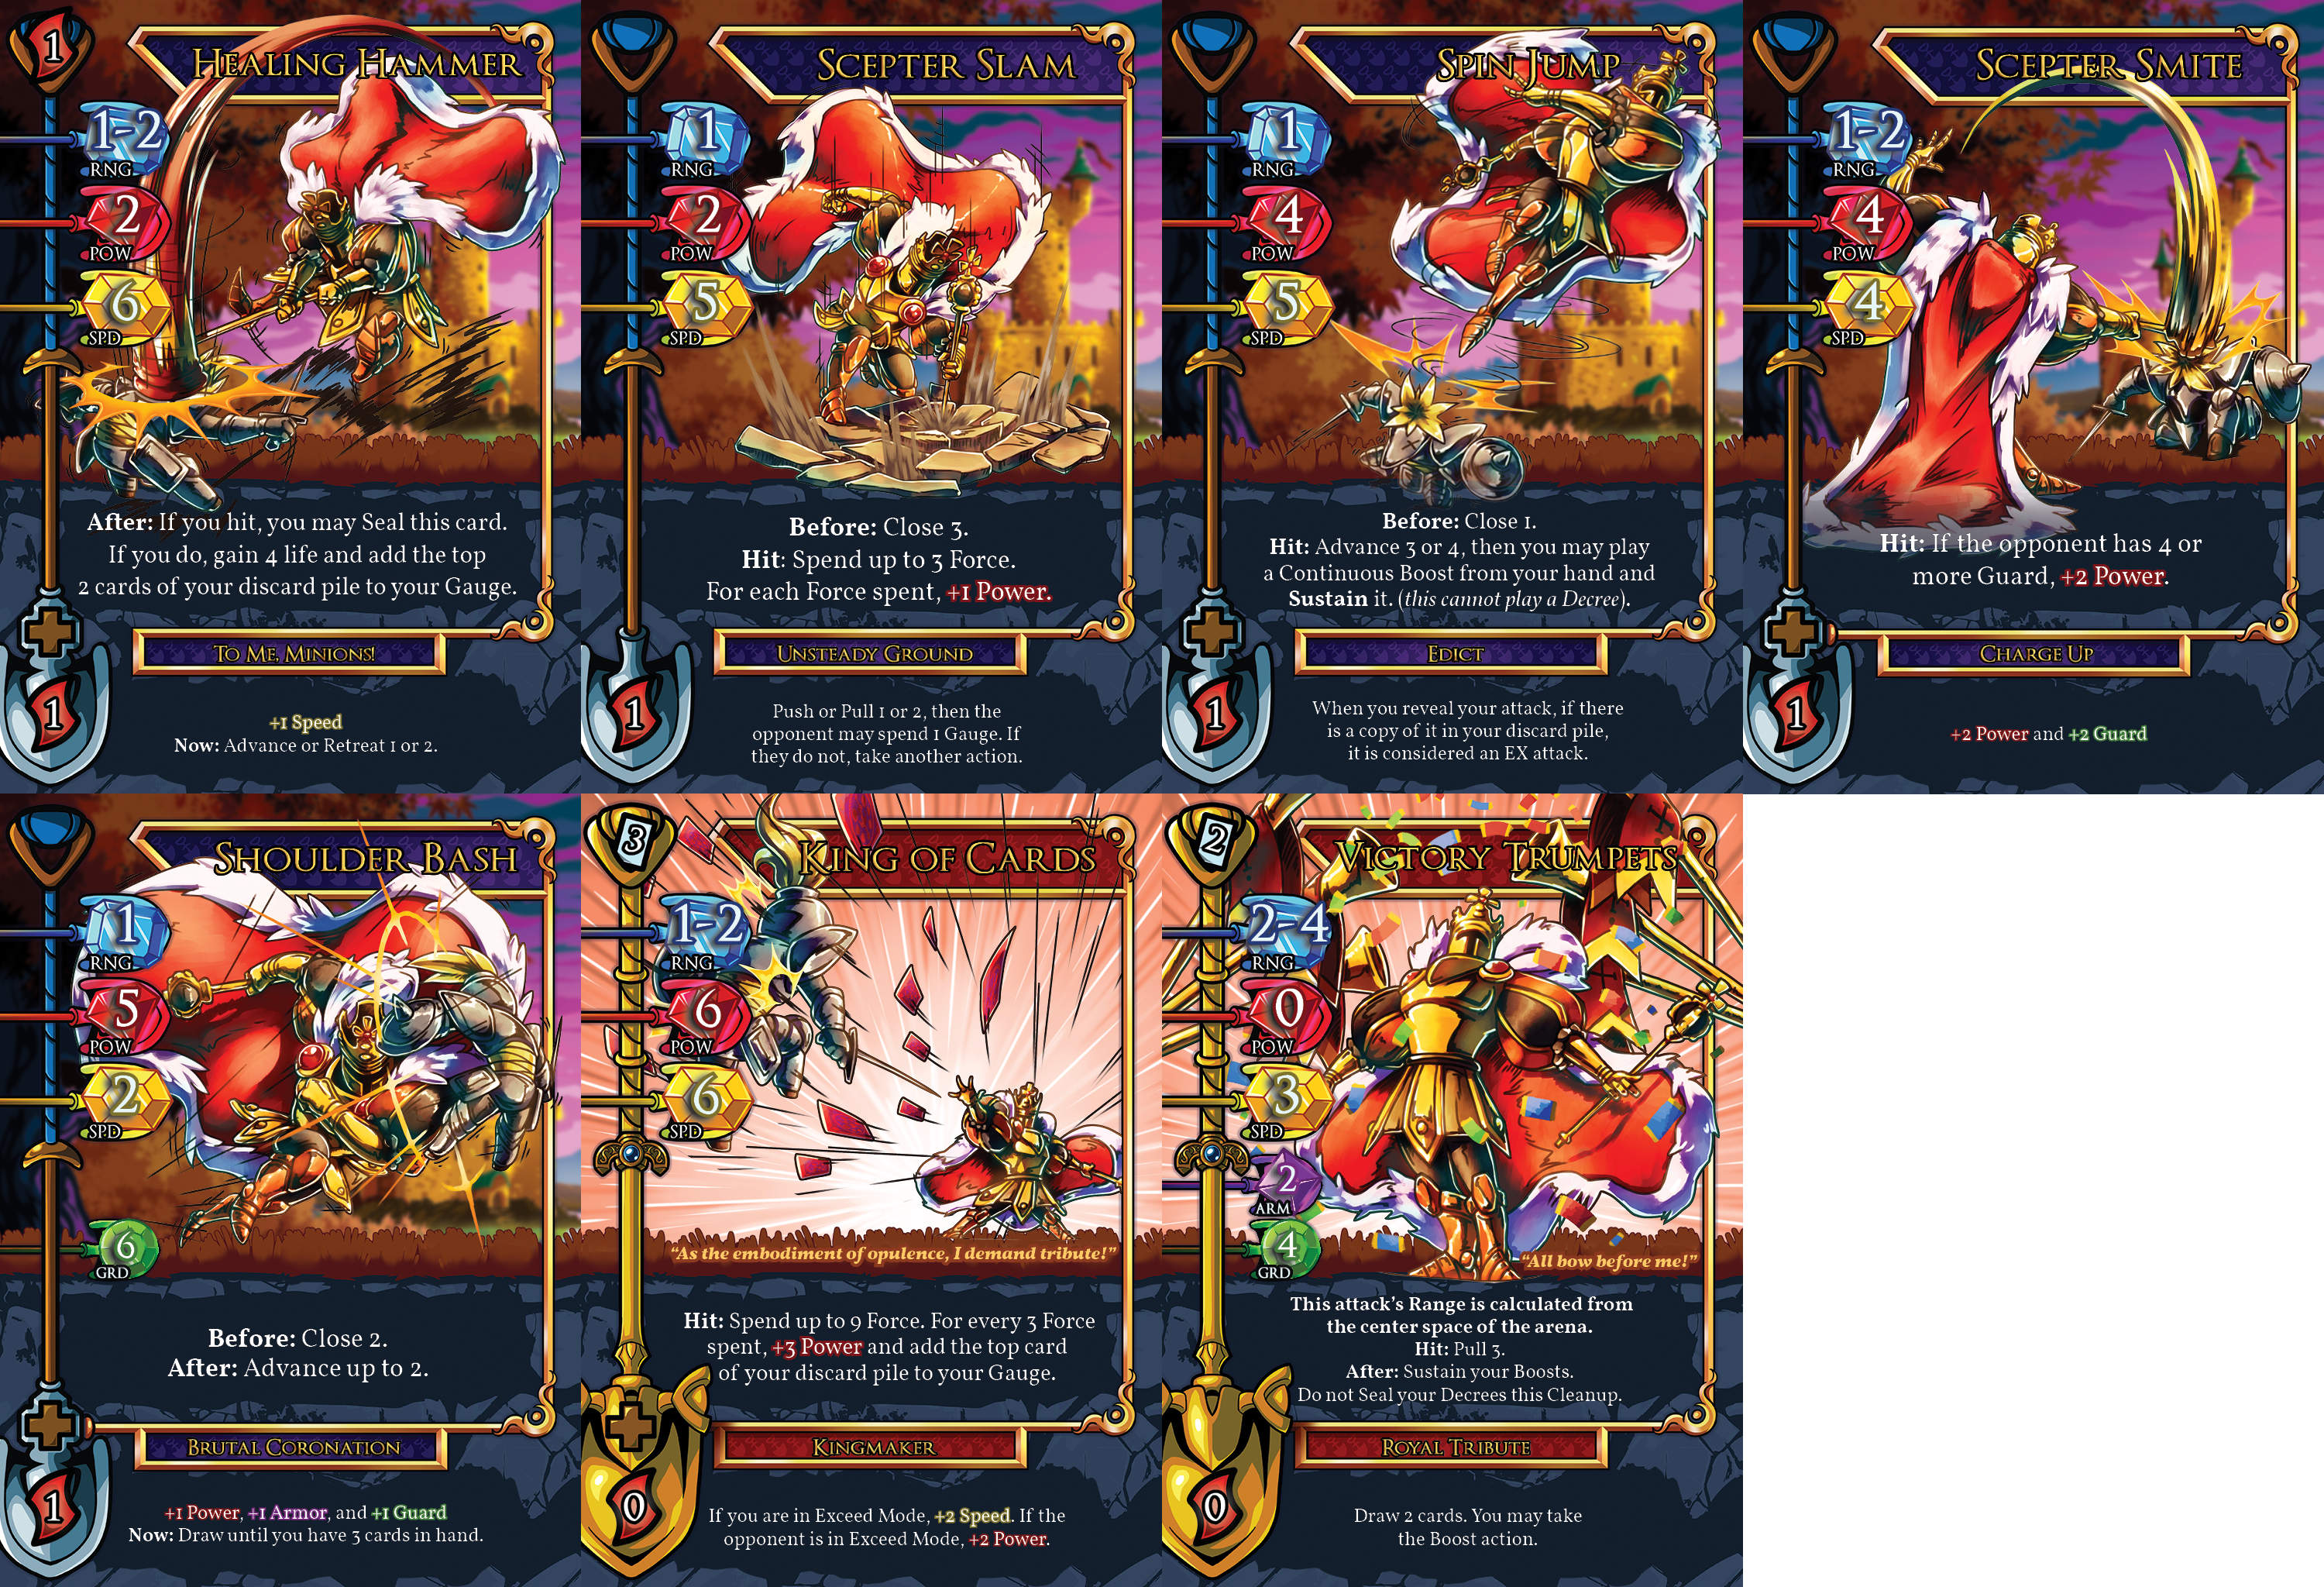 1
HEALING HAMMER
1-2
RNG
2
POW
6
SPD
After: If you hit, you may Seal this card.
If you do, gain 4 life and add the top
2 cards of your discard pile to your Gauge.
TO ME, MINIONS!
1
+1 Speed
Now: Advance or Retreat 1 or 2.
SCEPTER SLAM
1
RNG
2
POW
5
SPD
Before: Close 3.
Hit: Spend up to 3 Force.
For each Force spent, +1 Power.
UNSTEADY GROUND
1
Push or Pull 1 or 2, then the
opponent may spend 1 Gauge. If
they do not, take another action.
SPIN JUMP
1
RNG
4
POW
5
SPD
Before: Close 1.
Hit: Advance 3 or 4, then you may play
a Continuous Boost from your hand and
Sustain it. (this cannot play a Decree).
EDICT
1
When you reveal your attack, if there
is a copy of it in your discard pile,
it is considered an EX attack.
SCEPTER SMITE
1-2
RNG
4
POW
4
SPD
Hit: If the opponent has 4 or
more Guard, +2 Power.
CHARGE UP
1
+2 Power and +2 Guard
SHOULDER BASH
1
RNG
5
POW
2
SPD
6
GRD
Before: Close 2.
After: Advance up to 2.
BRUTAL CORONATION
1
+1 Power, +1 Armor, and +1 Guard
Now: Draw until you have 3 cards in hand.
3
KING OF CARDS
1-2
RNG
6
POW
6
SPD
“As the embodiment of opulence, I demand tribute!”
Hit: Spend up to 9 Force. For every 3 Force
spent, +3 Power and add the top card
of your discard pile to your Gauge.
KINGMAKER
0
If you are in Exceed Mode, +2 Speed. If the
opponent is in Exceed Mode, +2 Power.
2
VICTORY TRUMPETS
2-4
RNG
0
POW
3
SPD
2
ARM
4
GRD
“All bow before me!”
This attack’s Range is calculated from
the center space of the arena.
Hit: Pull 3.
After: Sustain your Boosts.
Do not Seal your Decrees this Cleanup.
ROYAL TRIBUTE
0
Draw 2 cards. You may take
the Boost action.